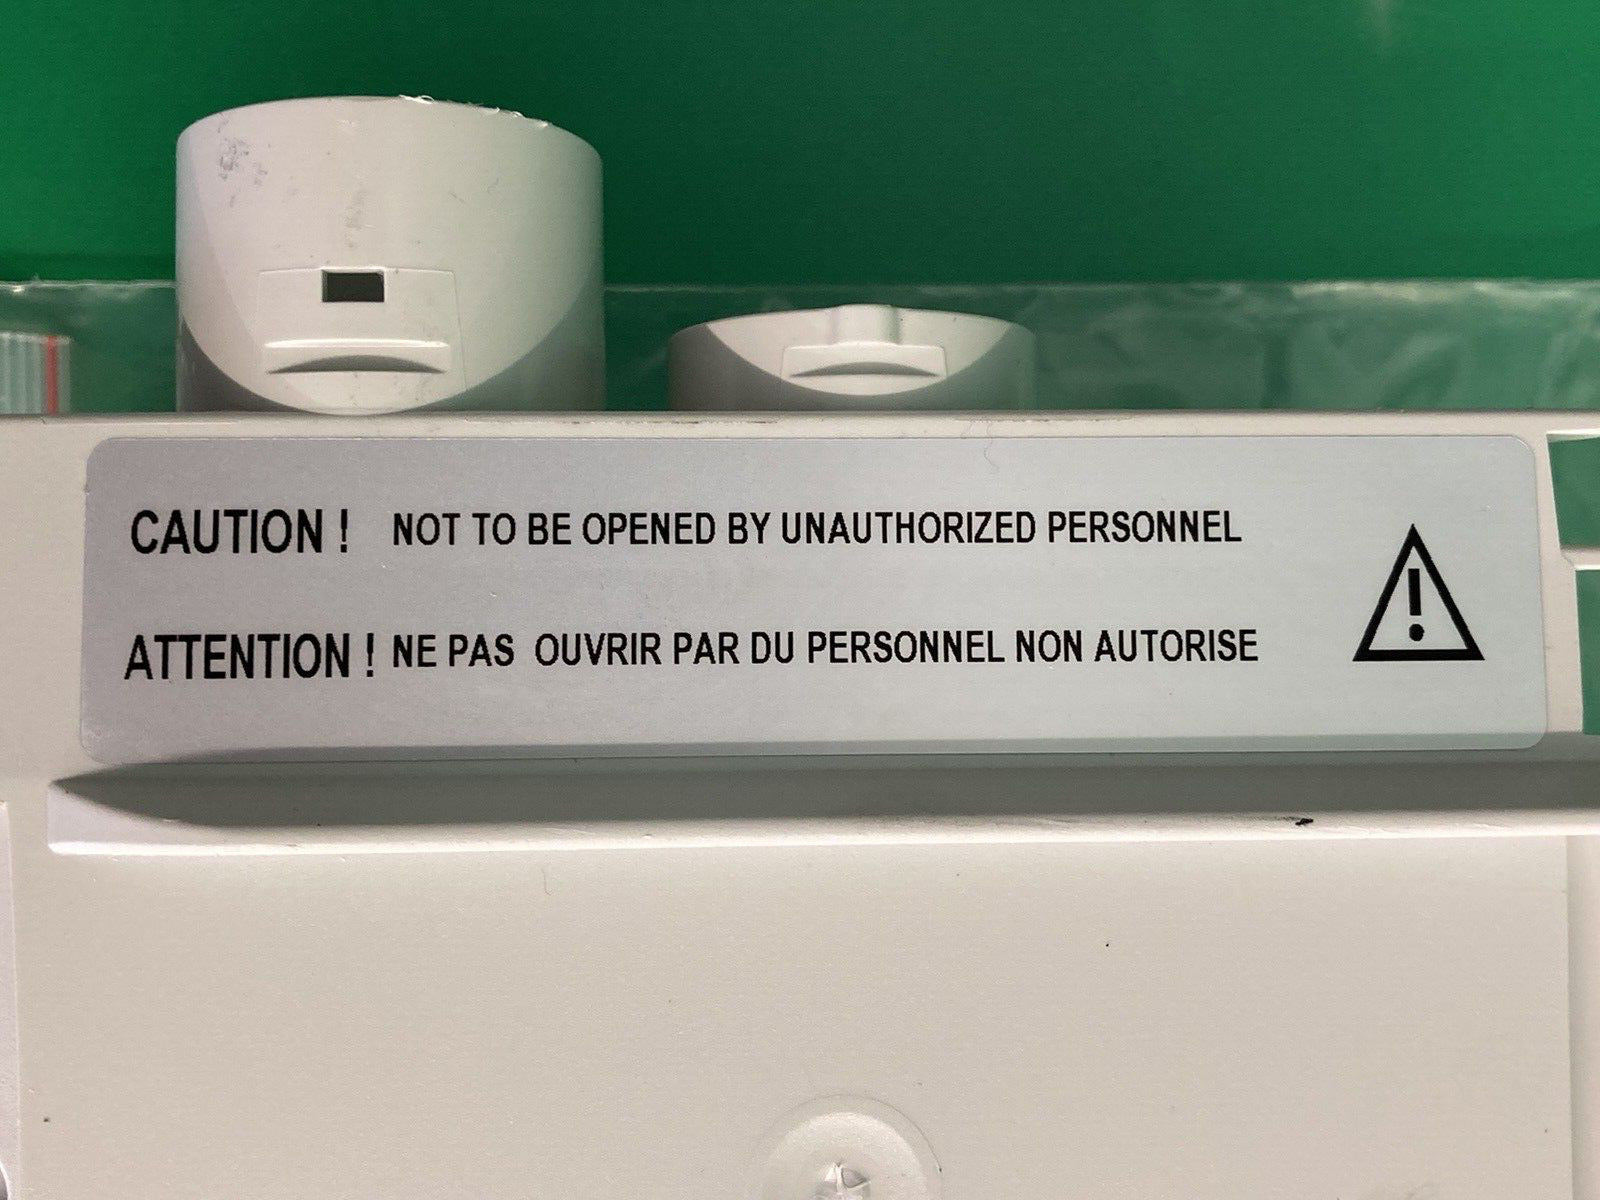 CAUTION ! NOT TO BE OPENED BY UNAUTHORIZED PERSONNEL
ATTENTION ! NE PAS OUVRIR PAR DU PERSONNEL NON AUTORISE